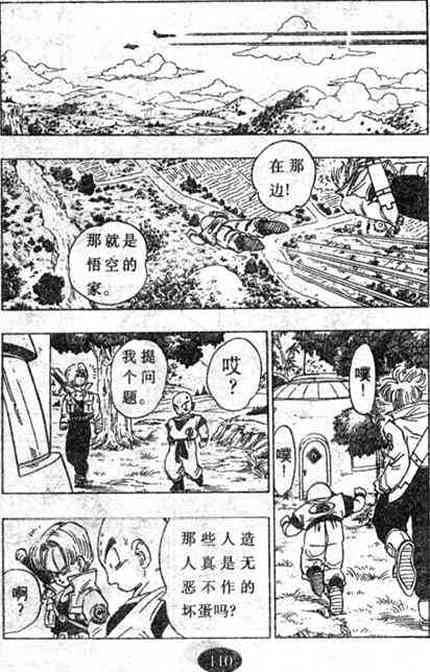 在那
边!
那就是
悟空的
家。
噗!
噗!
哎?
我提
个问
题。
那些人造
人真是无
恶不作的
坏蛋吗?
啊?
110